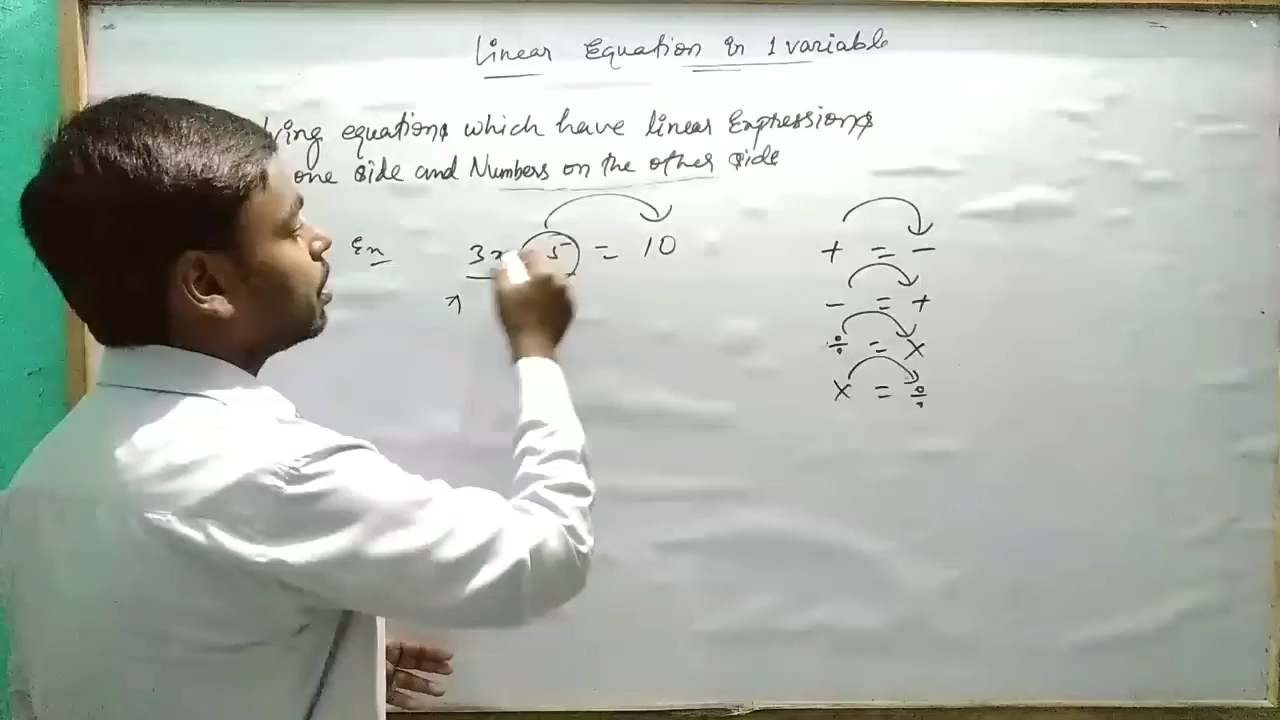 Linear Equation in 1 variable
ving equations which have linear Expressions
one side and Numbers on the other side
Ex 3x 5 = 10
+ = -
- = +
÷ = ×
× = ÷